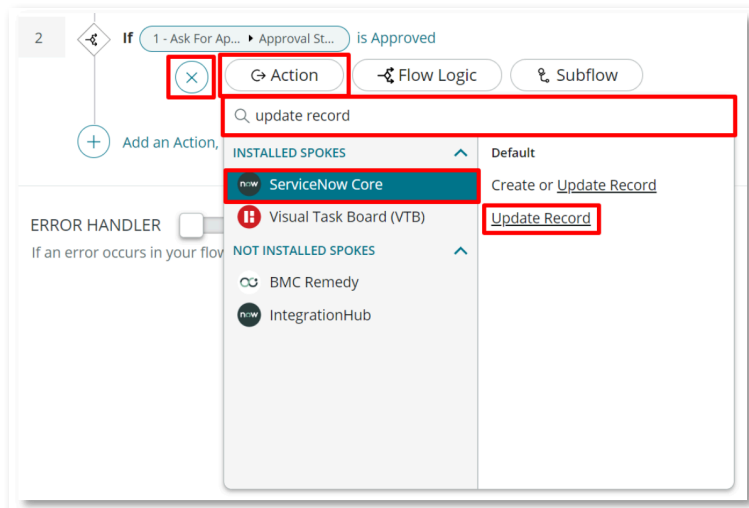 2 If 1 - Ask For Ap... ▸ Approval St... is Approved
Action Flow Logic Subflow
update record
Add an Action,
INSTALLED SPOKES
Default
now ServiceNow Core
Create or Update Record
Visual Task Board (VTB)
Update Record
ERROR HANDLER
If an error occurs in your flow
NOT INSTALLED SPOKES
BMC Remedy
now IntegrationHub